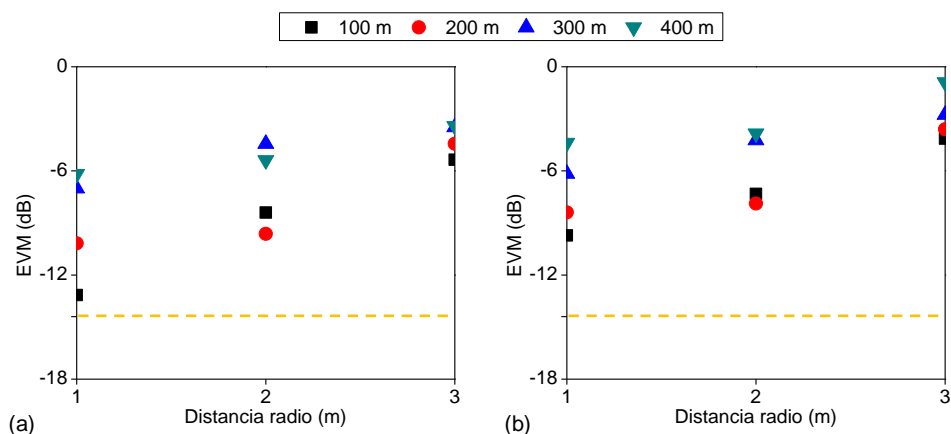 100 m 200 m 300 m 400 m
0
-6
-12
-18
EVM (dB)
1 2 3
Distancia radio (m)
(a)
0
-6
-12
-18
EVM (dB)
1 2 3
Distancia radio (m)
(b)